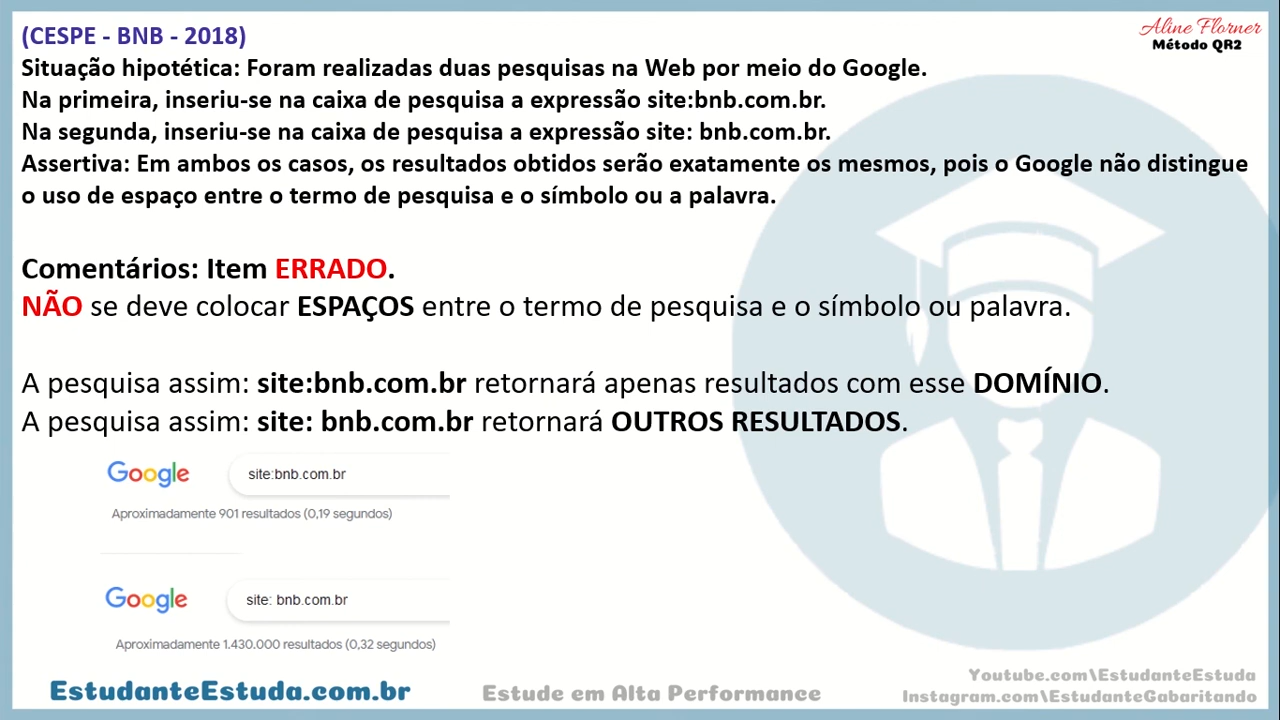 (CESPE - BNB - 2018)
Aline Florner
Método QR2
Situação hipotética: Foram realizadas duas pesquisas na Web por meio do Google.
Na primeira, inseriu-se na caixa de pesquisa a expressão site:bnb.com.br.
Na segunda, inseriu-se na caixa de pesquisa a expressão site: bnb.com.br.
Assertiva: Em ambos os casos, os resultados obtidos serão exatamente os mesmos, pois o Google não distingue
o uso de espaço entre o termo de pesquisa e o símbolo ou a palavra.
Comentários: Item ERRADO.
NÃO se deve colocar ESPAÇOS entre o termo de pesquisa e o símbolo ou palavra.
A pesquisa assim: site:bnb.com.br retornará apenas resultados com esse DOMÍNIO.
A pesquisa assim: site: bnb.com.br retornará OUTROS RESULTADOS.
Google site:bnb.com.br
Aproximadamente 901 resultados (0,19 segundos)
Google site: bnb.com.br
Aproximadamente 1.430.000 resultados (0,32 segundos)
EstudanteEstuda.com.br
Estude em Alta Performance
Youtube.com\EstudanteEstuda
Instagram.com\EstudanteGabaritando